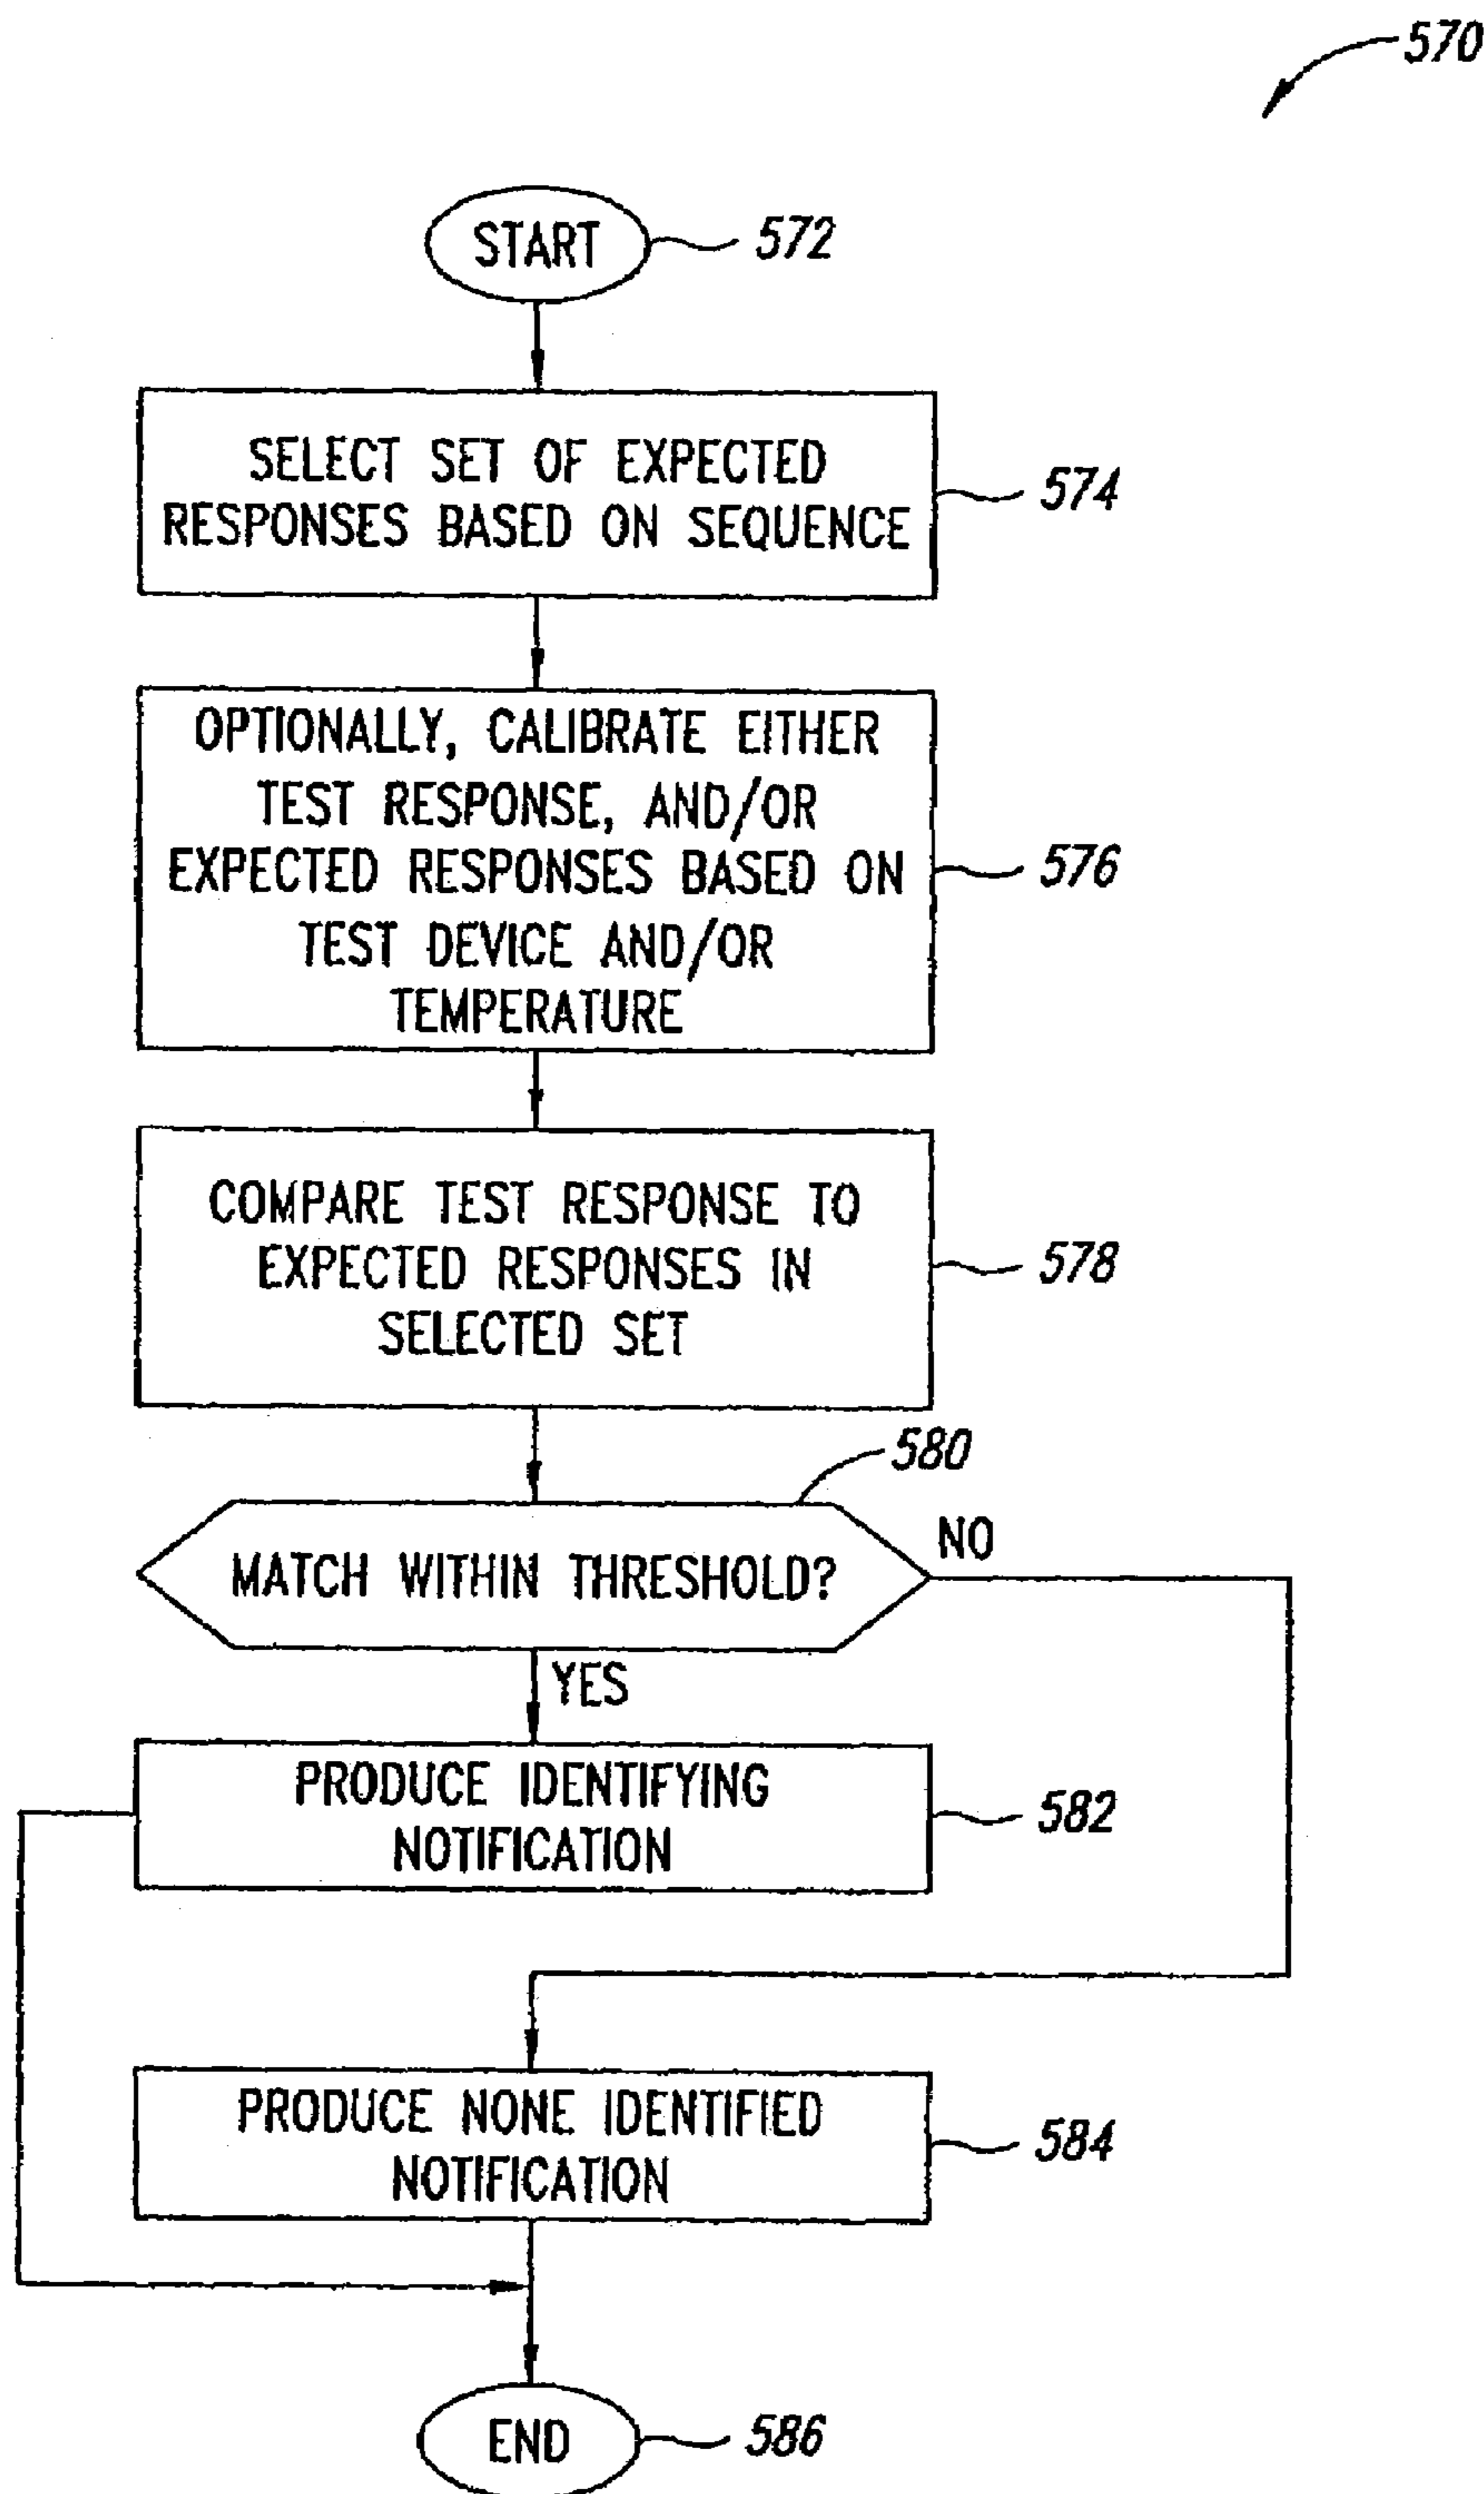 570
START
572
SELECT SET OF EXPECTED
RESPONSES BASED ON SEQUENCE
574
OPTIONALLY, CALIBRATE EITHER
TEST RESPONSE, AND/OR
EXPECTED RESPONSES BASED ON
TEST DEVICE AND/OR
TEMPERATURE
576
COMPARE TEST RESPONSE TO
EXPECTED RESPONSES IN
SELECTED SET
578
580
MATCH WITHIN THRESHOLD?
NO
YES
PRODUCE IDENTIFYING
NOTIFICATION
582
PRODUCE NONE IDENTIFIED
NOTIFICATION
584
END
586